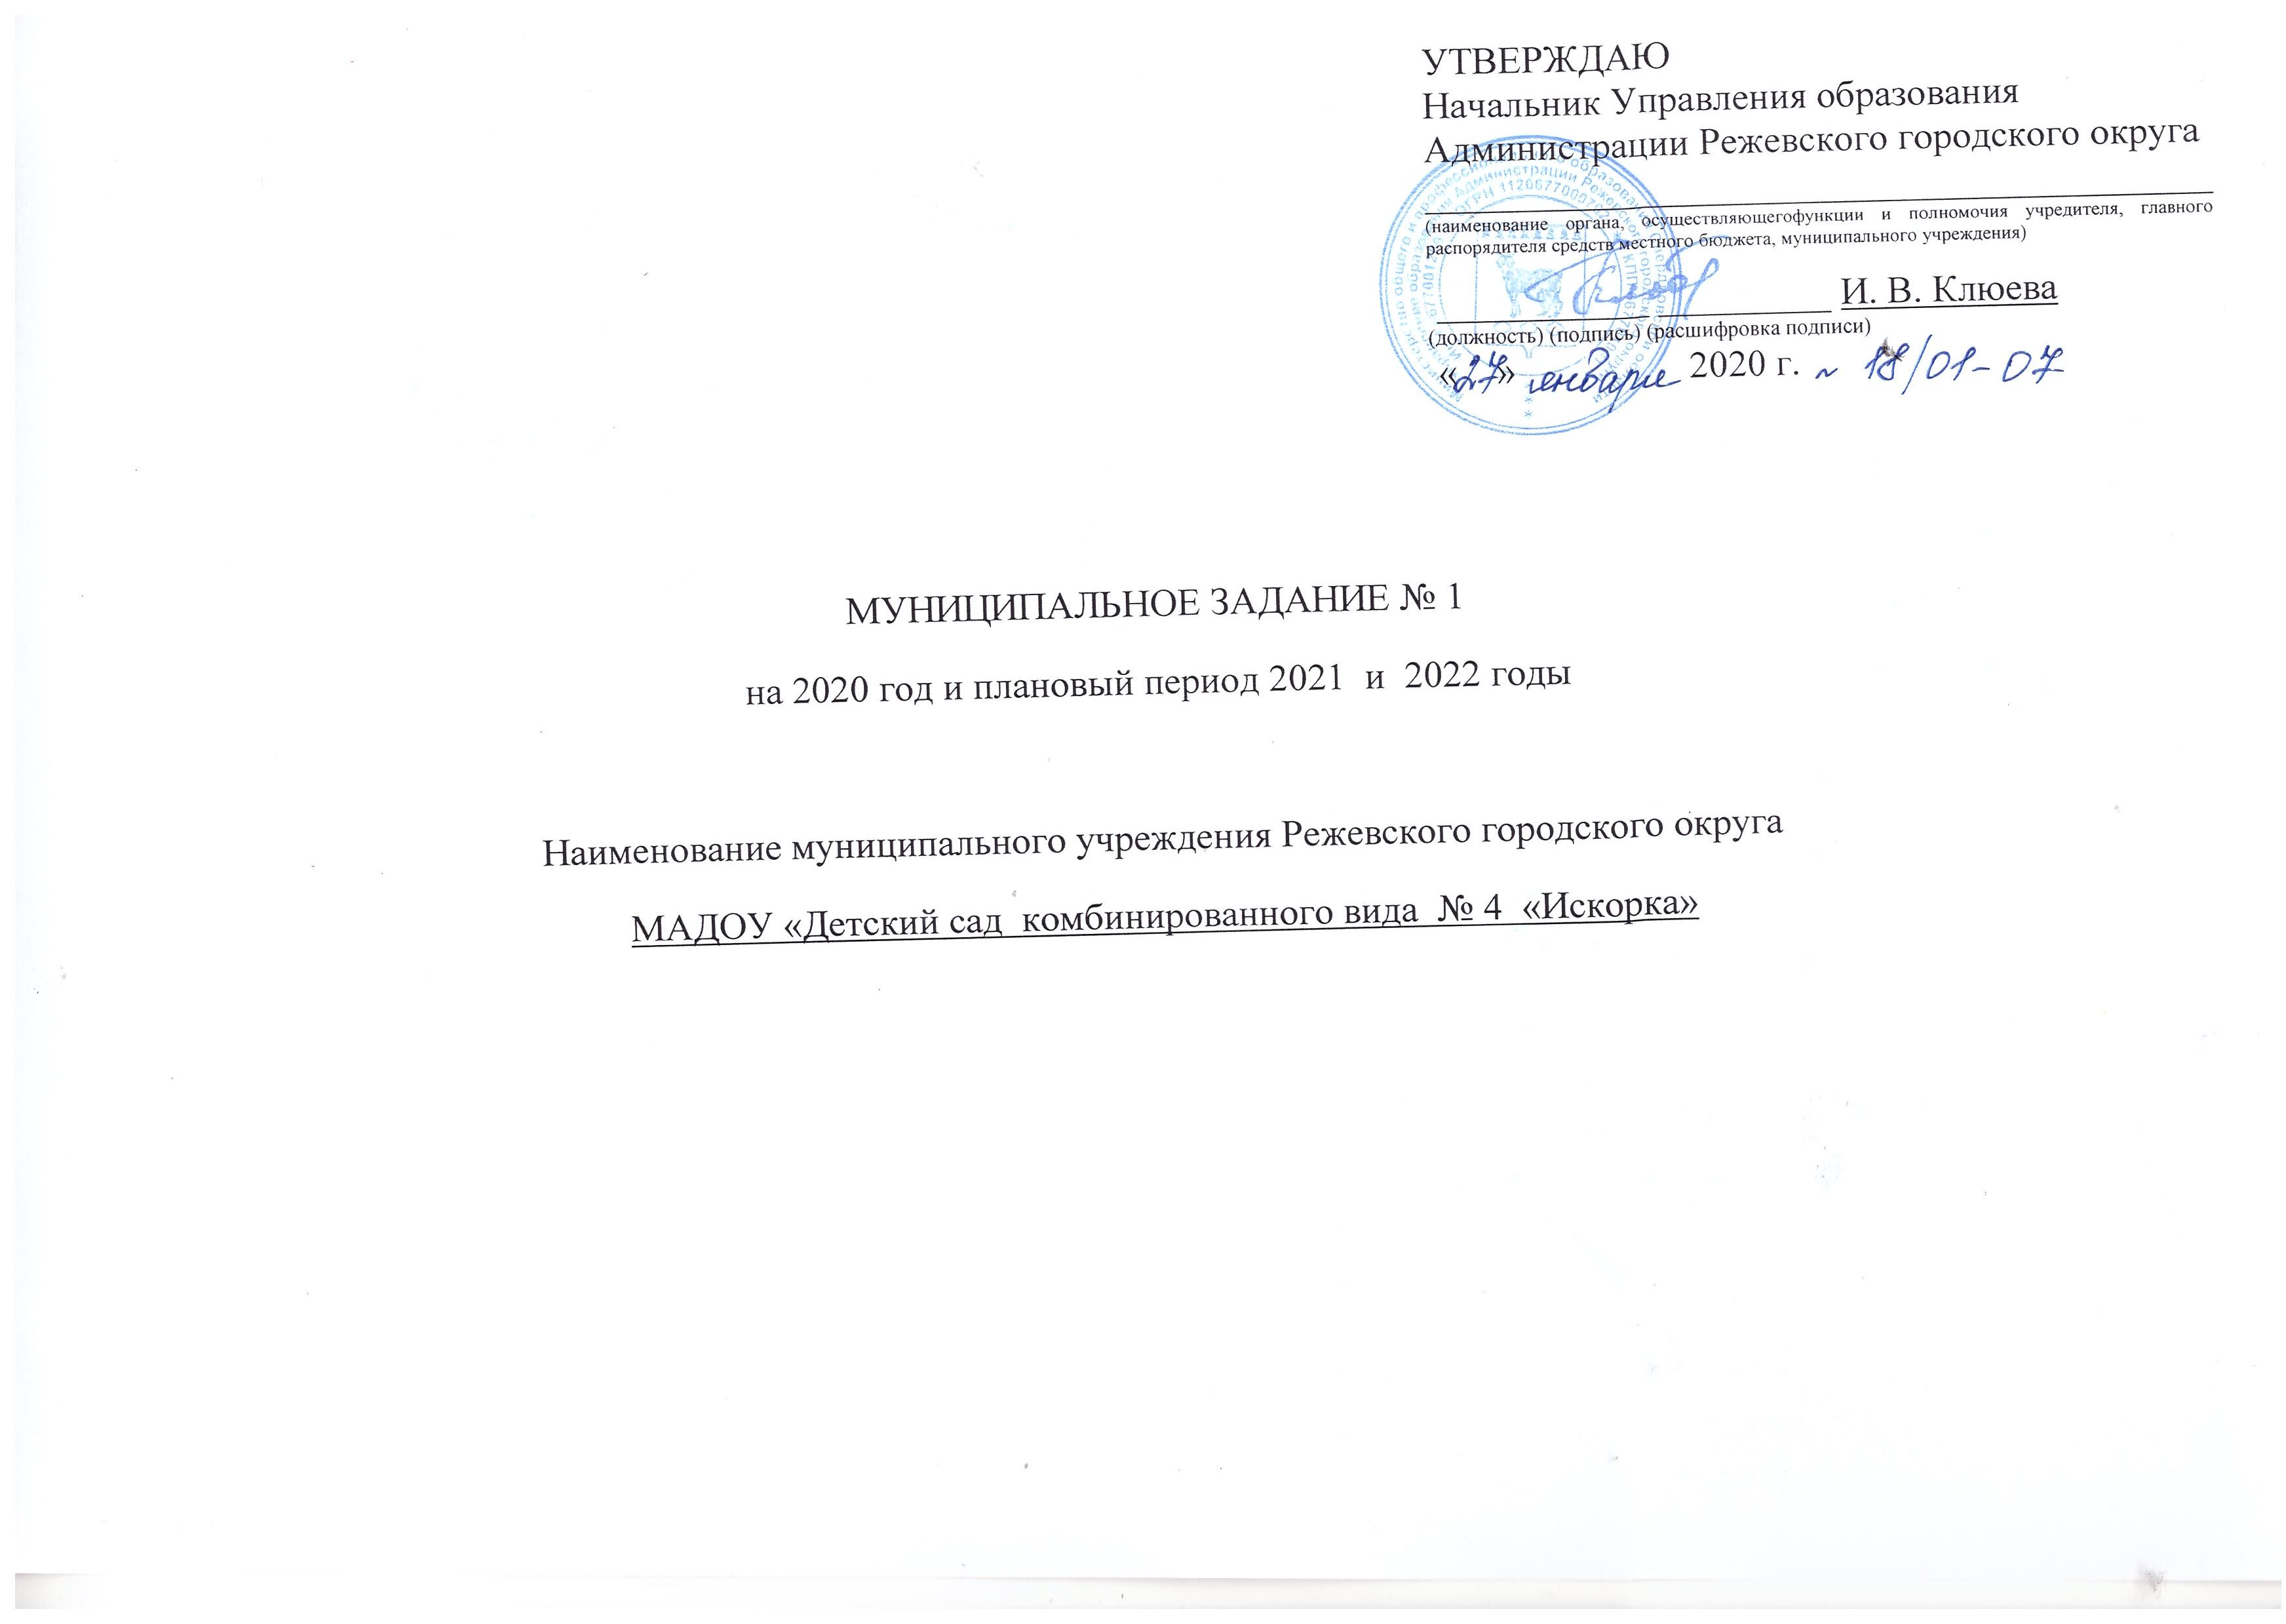 УТВЕРЖДАЮ
Начальник Управления образования
Администрации Режевского городского округа
(наименование органа, осуществляющегофункции и полномочия учредителя, главного
распорядителя средств местного бюджета, муниципального учреждения)
И. В. Клюева
(должность) (подпись) (расшифровка подписи)
«27» января 2020 г. ~ 18/01-07
МУНИЦИПАЛЬНОЕ ЗАДАНИЕ № 1
на 2020 год и плановый период 2021 и 2022 годы
Наименование муниципального учреждения Режевского городского округа
МАДОУ «Детский сад комбинированного вида № 4 «Искорка»